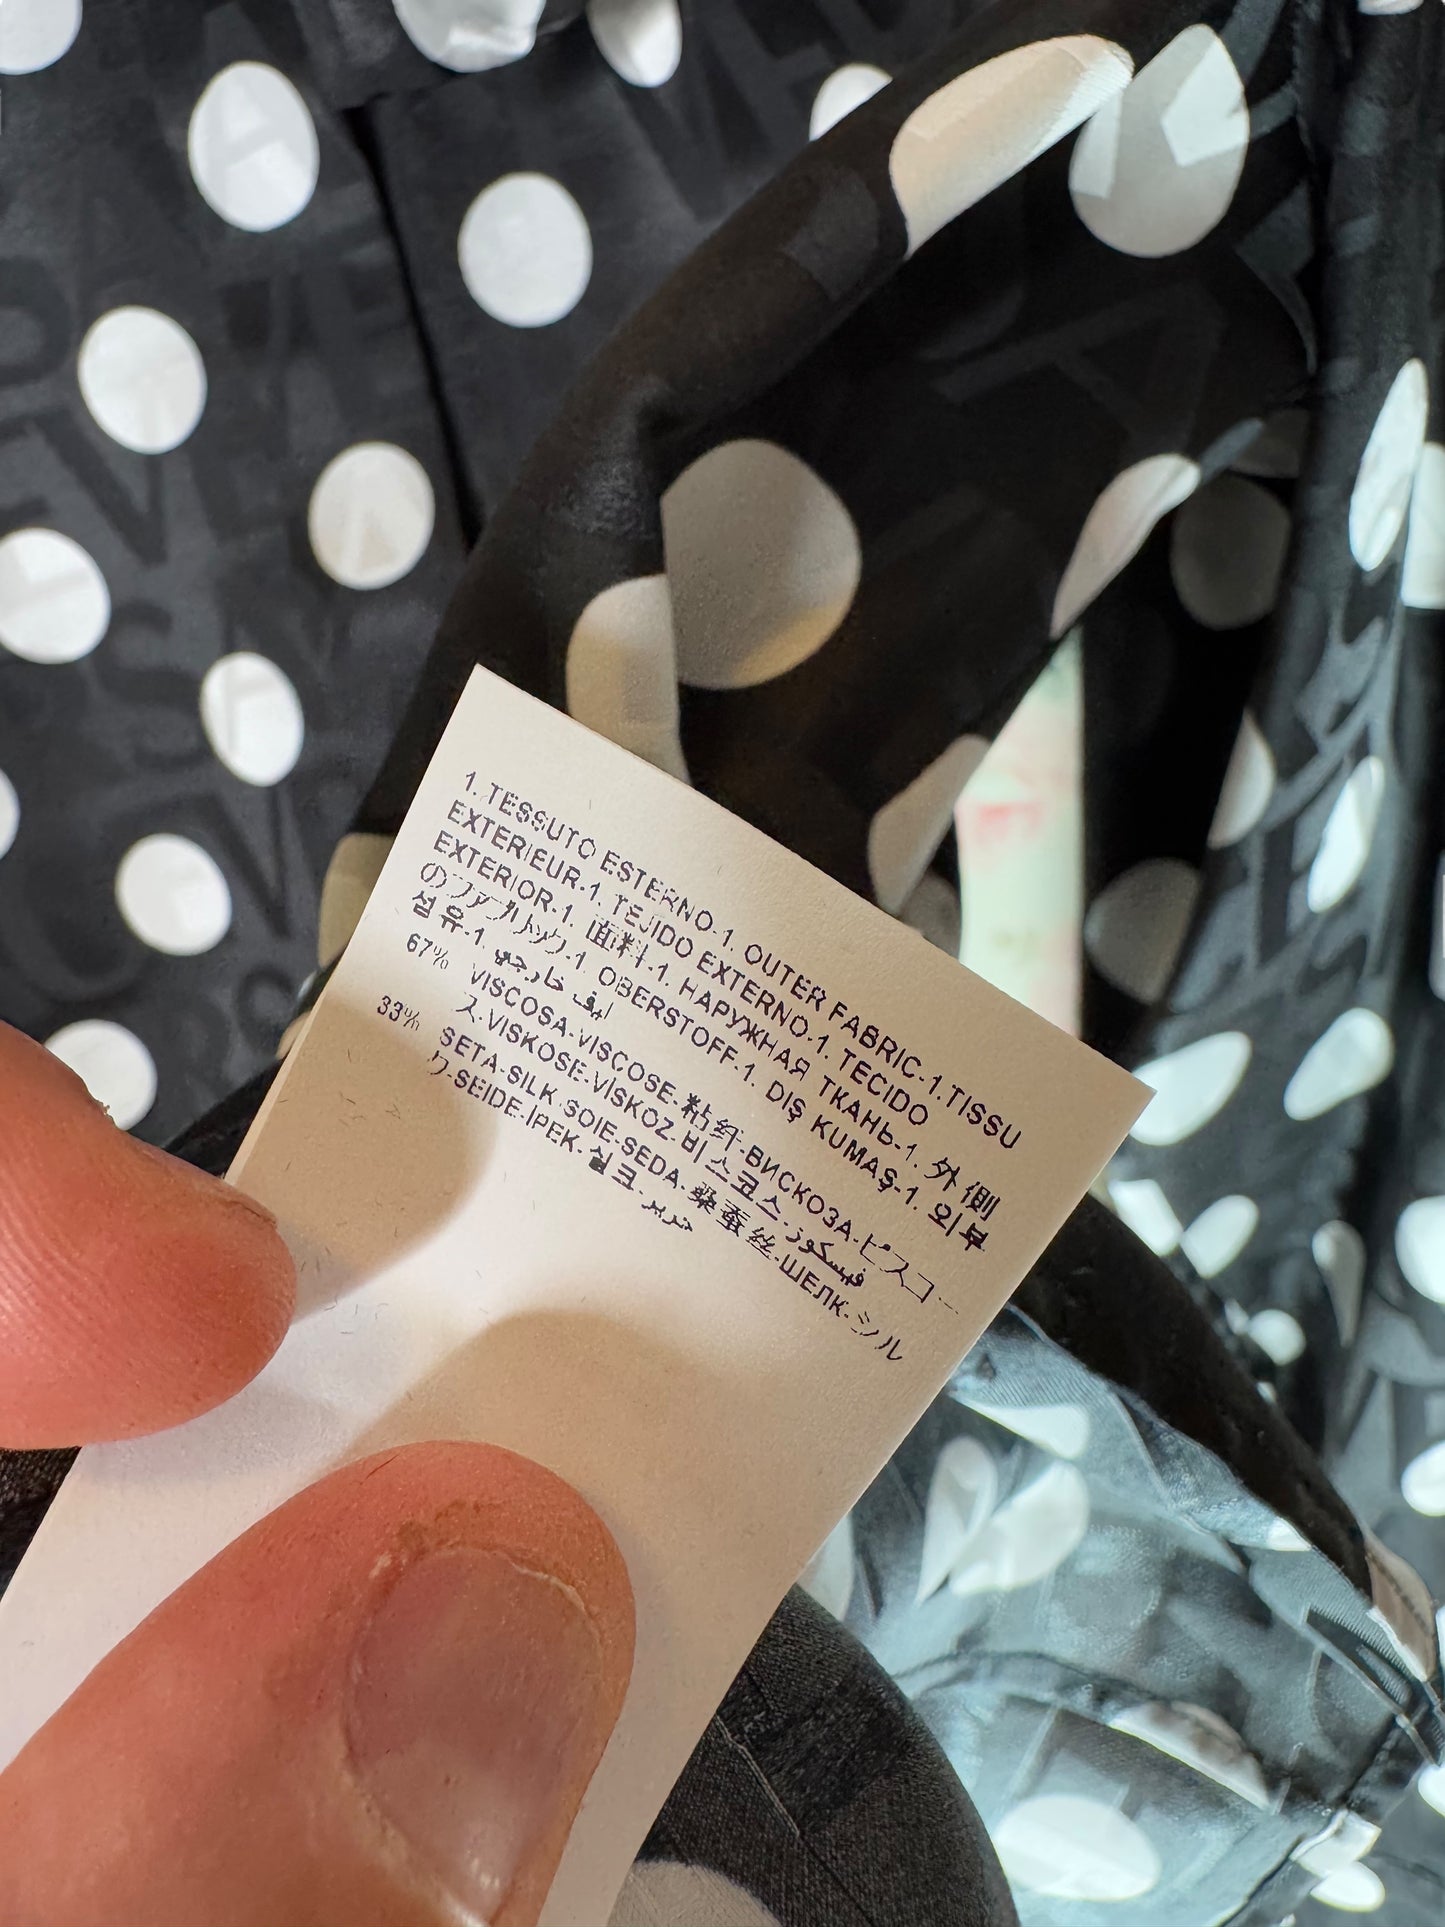 1. TESSUTO ESTERNO-1. OUTER FABRIC-1.TISSU
EXTERIEUR-1. TEJIDO EXTERNO-1. TECIDO
EXTERIOR-1. 面料-1. НАРУЖНАЯ ТКАНЬ-1. 外側
のファブリック-1. OBERSTOFF-1. DIŞ KUMAŞ-1. 외부
섬유-1.
67% VISCOSA-VISCOSE-粘纤-ВИСКОЗА-ビスコー
ス-VISKOSE-VİSKOZ-비스코스-فيسكوز
33% SETA-SILK-SOIE-SEDA-桑蚕丝-ШЕЛК-シル
ク-SEIDE-İPEK-실크-حرير